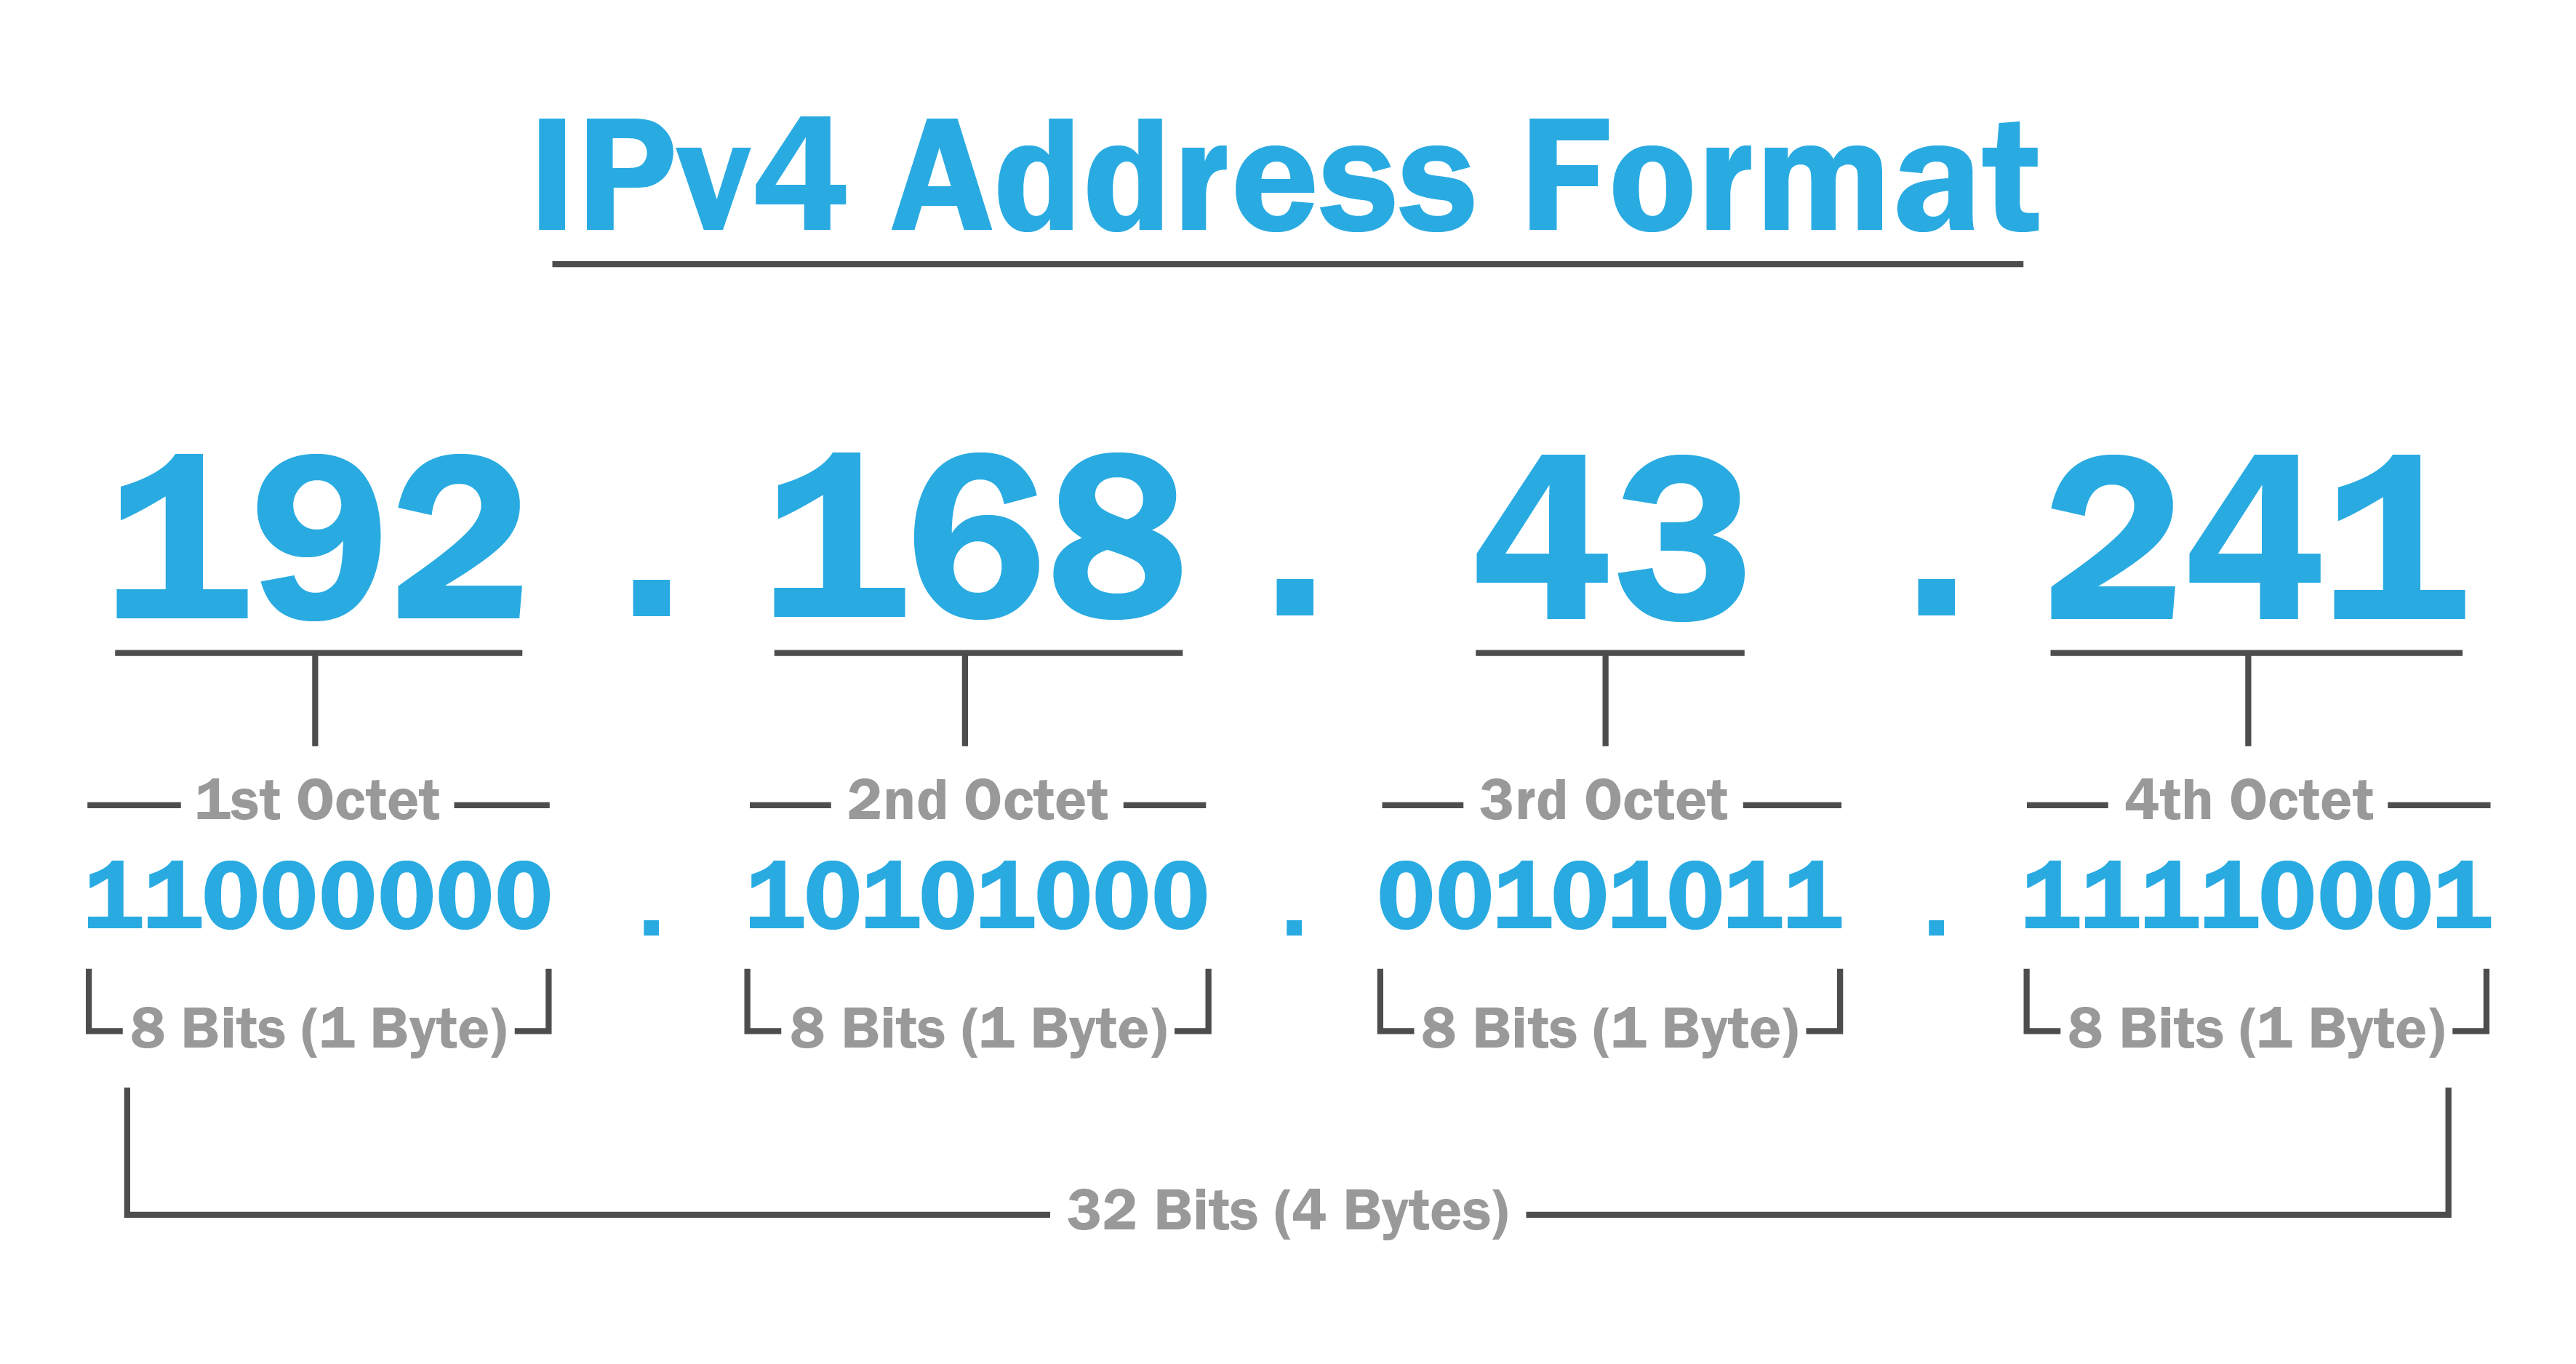 IPv4 Address Format
192 . 168 . 43 . 241
1st Octet 2nd Octet 3rd Octet 4th Octet
11000000 . 10101000 . 00101011 . 11110001
8 Bits (1 Byte) 8 Bits (1 Byte) 8 Bits (1 Byte) 8 Bits (1 Byte)
32 Bits (4 Bytes)